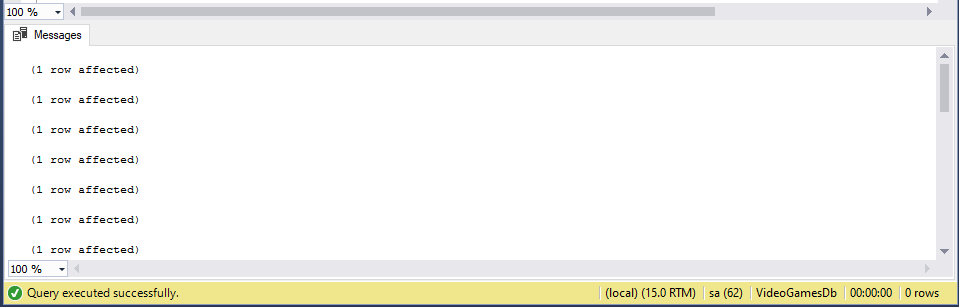 100 %
Messages
(1 row affected)
(1 row affected)
(1 row affected)
(1 row affected)
(1 row affected)
(1 row affected)
(1 row affected)
100 %
Query executed successfully. (local) (15.0 RTM) sa (62) VideoGamesDb 00:00:00 0 rows